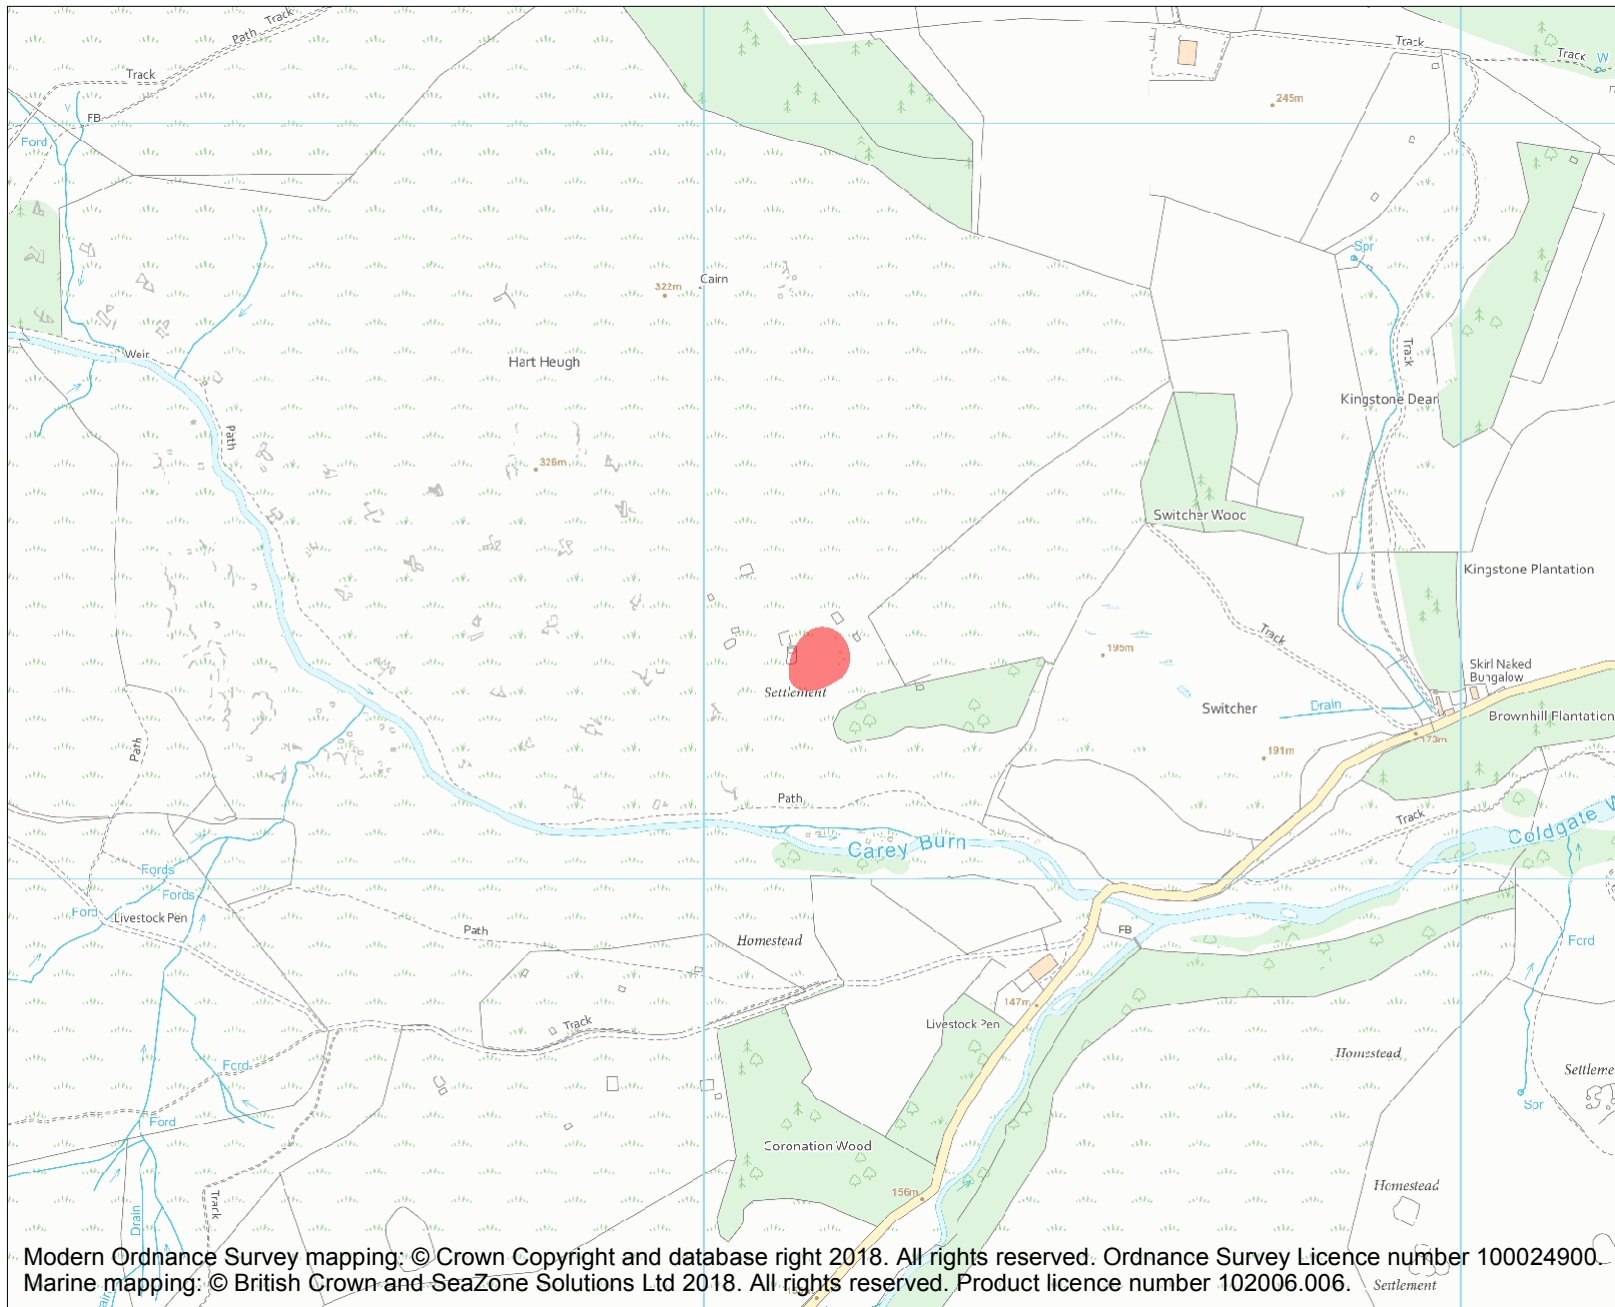 Track
Path
Track
Track
Track
W
245m
FB
Ford
Spr
Cairn
322m
Weir
Hart Heugh
Track
Kingstone Dean
Path
326m
Switcher Wood
Kingstone Plantation
Track
195m
Skirl Naked
Bungalow
Settlement
Switcher
Drain
Brownhill Plantation
173m
Path
191m
Path
Track
Coldgate W
Carey Burn
Fords
Fords
Ford
Livestock Pen
Path
FB
Homestead
Ford
147m
Track
Livestock Pen
Homestead
Ford
Settleme
Spr
Ford
Coronation Wood
Homestead
156m
Track
Drain
Modern Ordnance Survey mapping: © Crown Copyright and database right 2018. All rights reserved. Ordnance Survey Licence number 100024900.
Marine mapping: © British Crown and SeaZone Solutions Ltd 2018. All rights reserved. Product licence number 102006.006.
Settlement